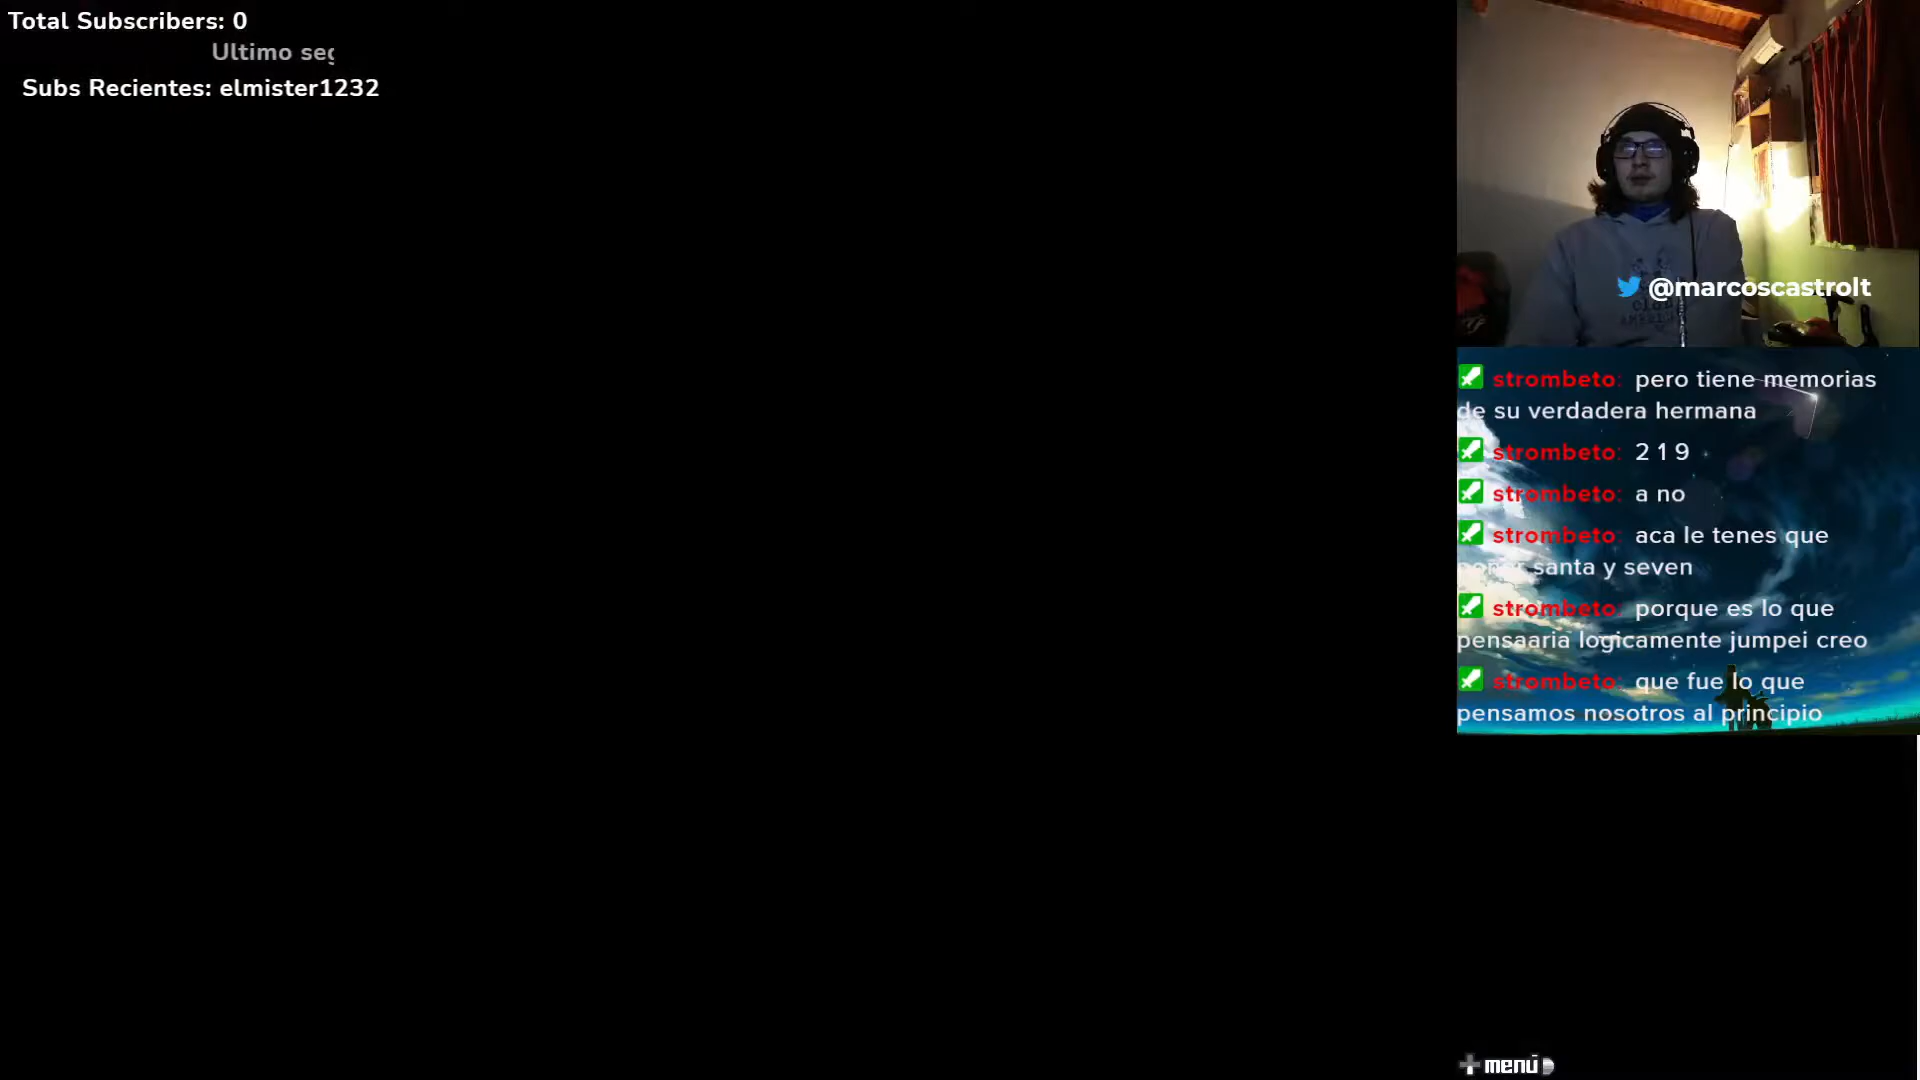 Total Subscribers: 0
Ultimo seg
Subs Recientes: elmister1232
@marcoscastrolt
strombeto: pero tiene memorias
de su verdadera hermana
strombeto: 2 1 9
strombeto: a no
strombeto: aca le tenes que
poner santa y seven
strombeto: porque es lo que
pensaaria logicamente jumpei creo
strombeto: que fue lo que
pensamos nosotros al principio
menú